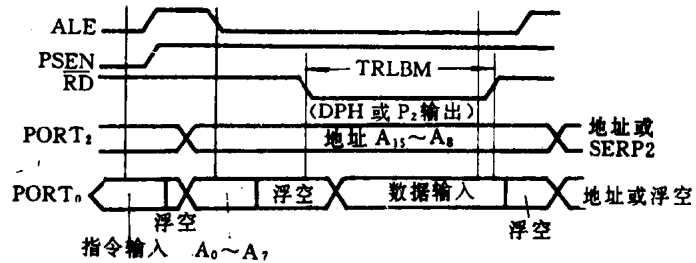 ALE
PSEN
RD
TRLBM
(DPH 或 P₂输出)
PORT₂
地址 A₁₅～A₈
地址或
SERP2
PORT₀
浮空
数据输入
地址或浮空
浮空
浮空
指令输入 A₀～A₇